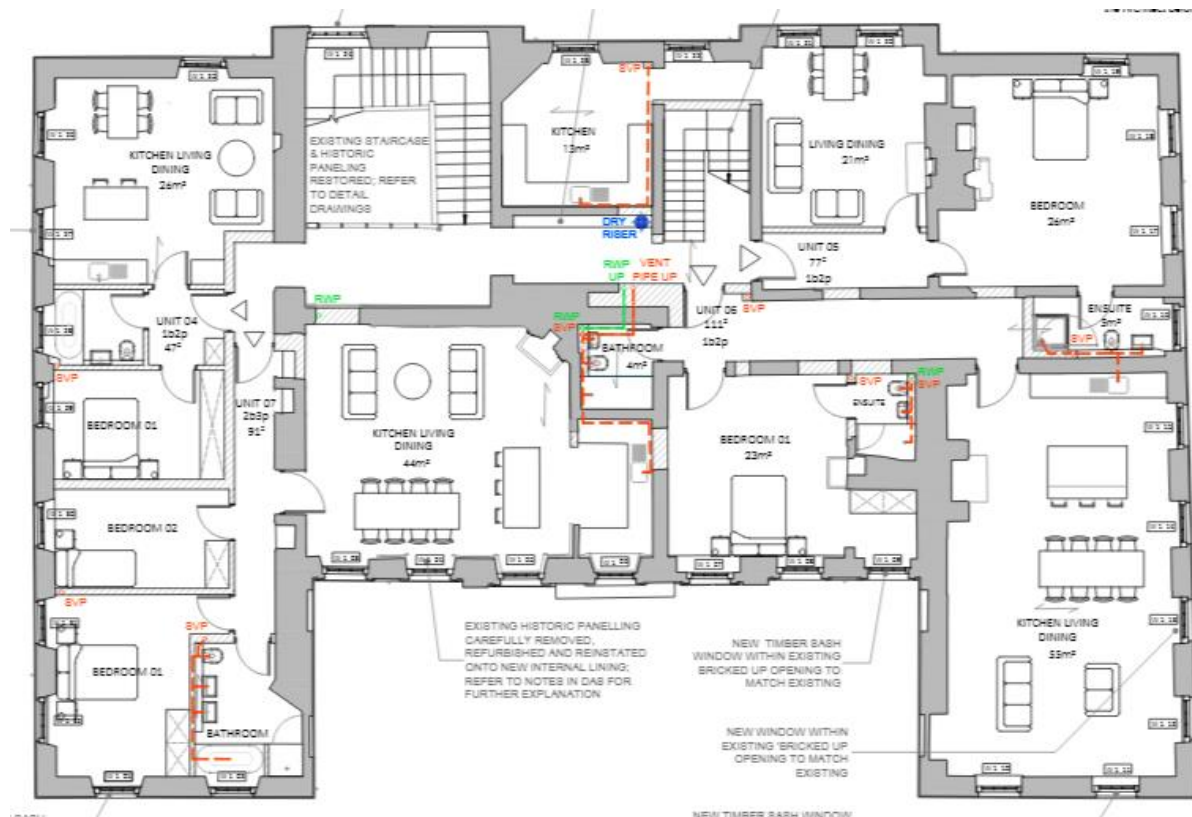 EXISTING STAIRCASE
& HISTORIC
PANELING
RESTORED; REFER
TO DETAIL
DRAWINGS
KITCHEN LIVING
DINING
26m²
SVP
KITCHEN
13m²
LIVING DINING
21m²
BEDROOM
26m²
DRY
RISER
RWP
UP
VENT
PIPE UP
UNIT 05
77²
1b2p
UNIT 04
1b2p
47²
RWP
RWP
SVP
BATHROOM
4m²
UNIT 06
111²
1b2p
SVP
ENSUITE
5m²
SVP
SVP
BEDROOM 01
UNIT 07
2b3p
91²
KITCHEN LIVING
DINING
44m²
BEDROOM 01
23m²
SVP
RWP
SVP
ENSUITE
BEDROOM 02
SVP
SVP
BEDROOM 01
BATHROOM
KITCHEN LIVING
DINING
55m²
EXISTING HISTORIC PANELLING
CAREFULLY REMOVED,
REFURBISHED AND REINSTATED
ONTO NEW INTERNAL LINING;
REFER TO NOTES IN DAS FOR
FURTHER EXPLANATION
NEW TIMBER SASH
WINDOW WITHIN EXISTING
BRICKED UP OPENING TO
MATCH EXISTING
NEW WINDOW WITHIN
EXISTING 'BRICKED UP
OPENING TO MATCH
EXISTING
NEW TIMBER SASH WINDOW